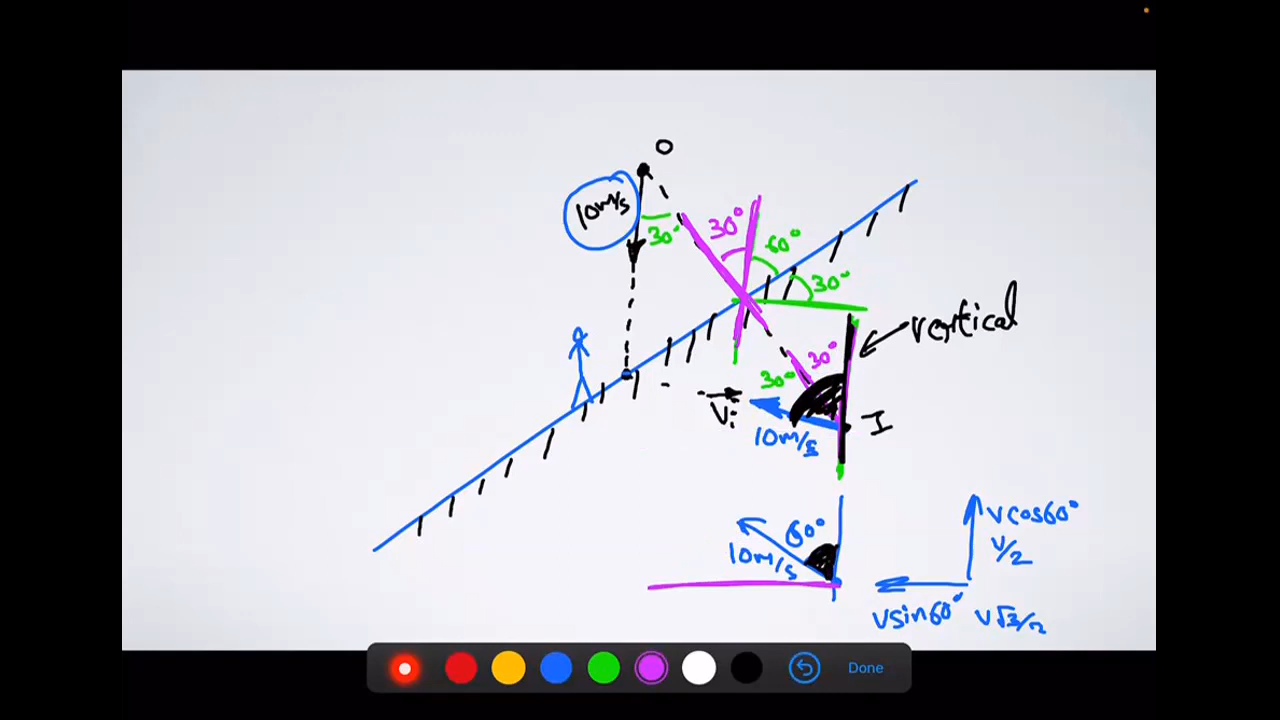 O
10m/s
30°
30°
60°
30°
vertical
30°
30°
Vi
10m/s
I
60°
10m/s
vcos60°
v/2
vsin60° v√3/2
Done